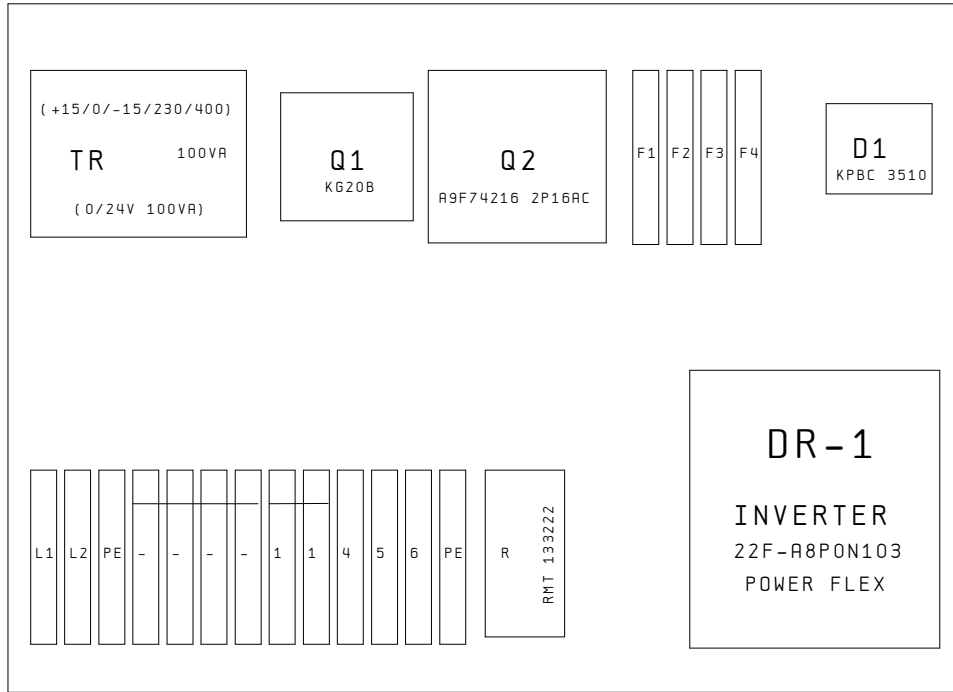 (+15/0/-15/230/400)
TR 100VA
(0/24V 100VA)
Q1
KG20B
Q2
A9F74216 2P16AC
F1 F2 F3 F4
D1
KPBC 3510
DR-1
INVERTER
22F-A8P0N103
POWER FLEX
L1 L2 PE - - - - 1 1 4 5 6 PE
R
RMT 133222